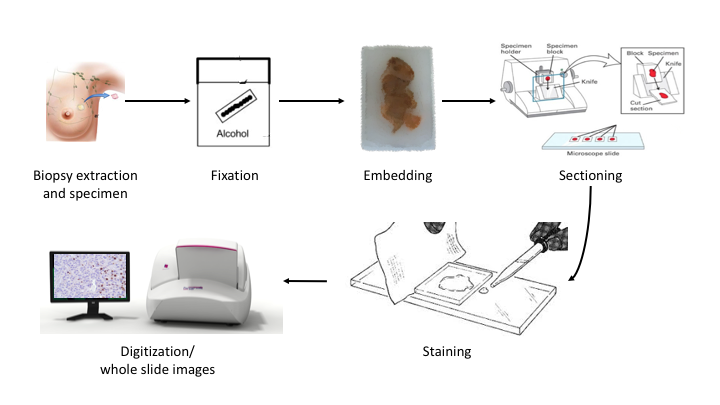 Biopsy extraction
and specimen
Alcohol
Fixation
Embedding
Specimen
holder
Specimen
block
Knife
Block Specimen
Knife
Cut
section
Microscope slide
Sectioning
Staining
Digitization/
whole slide images